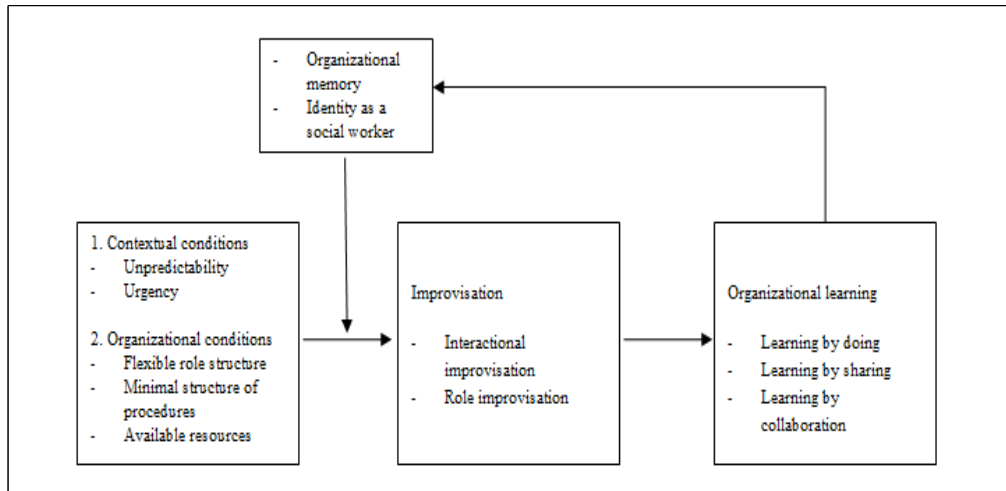 - Organizational
memory
- Identity as a
social worker
1. Contextual conditions
- Unpredictability
- Urgency
2. Organizational conditions
- Flexible role structure
- Minimal structure of
procedures
- Available resources
Improvisation
- Interactional
improvisation
- Role improvisation
Organizational learning
- Learning by doing
- Learning by sharing
- Learning by
collaboration